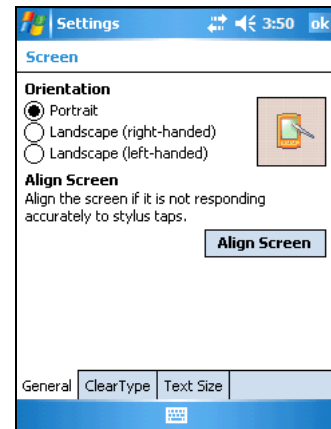 Settings 3:50 ok
Screen
Orientation
Portrait
Landscape (right-handed)
Landscape (left-handed)
Align Screen
Align the screen if it is not responding
accurately to stylus taps.
Align Screen
General ClearType Text Size